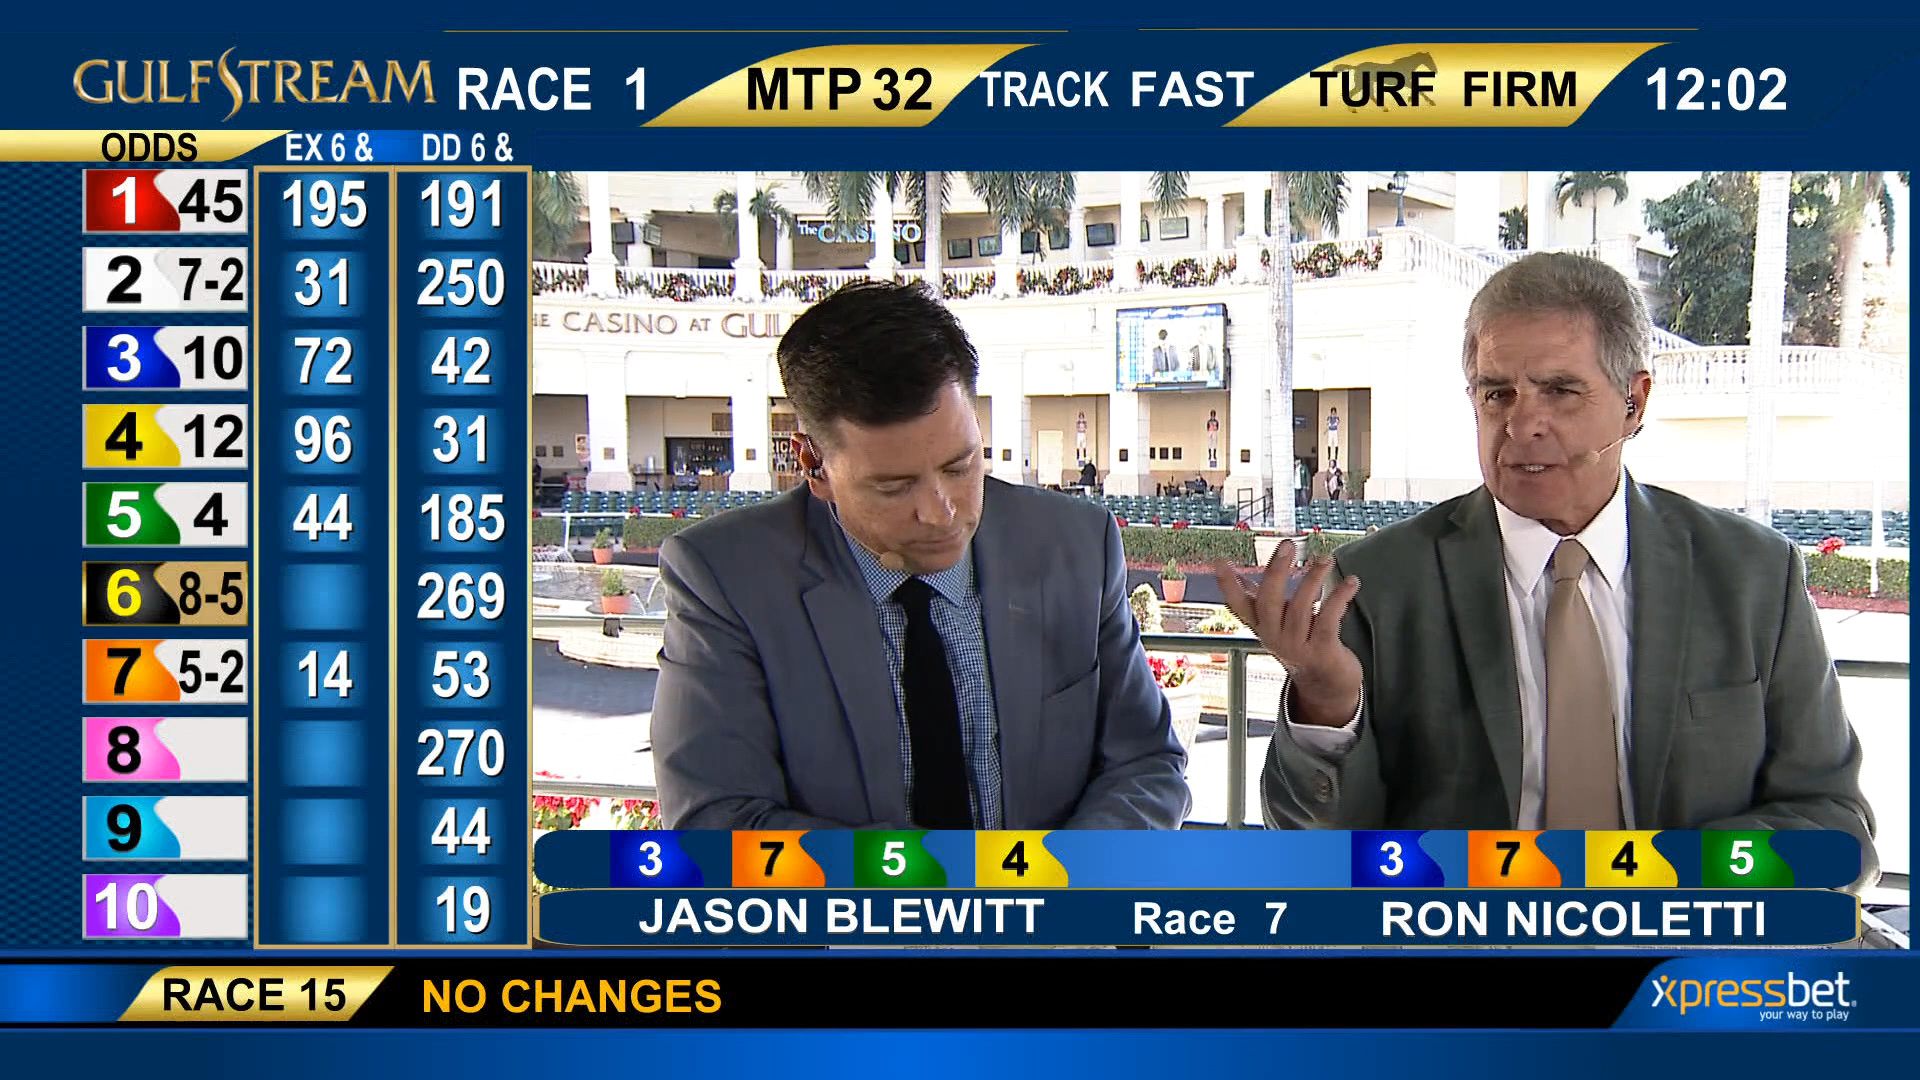 GULFSTREAM RACE 1 MTP 32 TRACK FAST TURF FIRM 12:02
ODDS EX 6 & DD 6 &
1 45 195 191
2 7-2 31 250
3 10 72 42
4 12 96 31
5 4 44 185
6 8-5 269
7 5-2 14 53
8 270
9 44
10 19
The CASINO
THE CASINO AT GUL
3 7 5 4 3 7 4 5
JASON BLEWITT Race 7 RON NICOLETTI
RACE 15 NO CHANGES
xpressbet.
your way to play